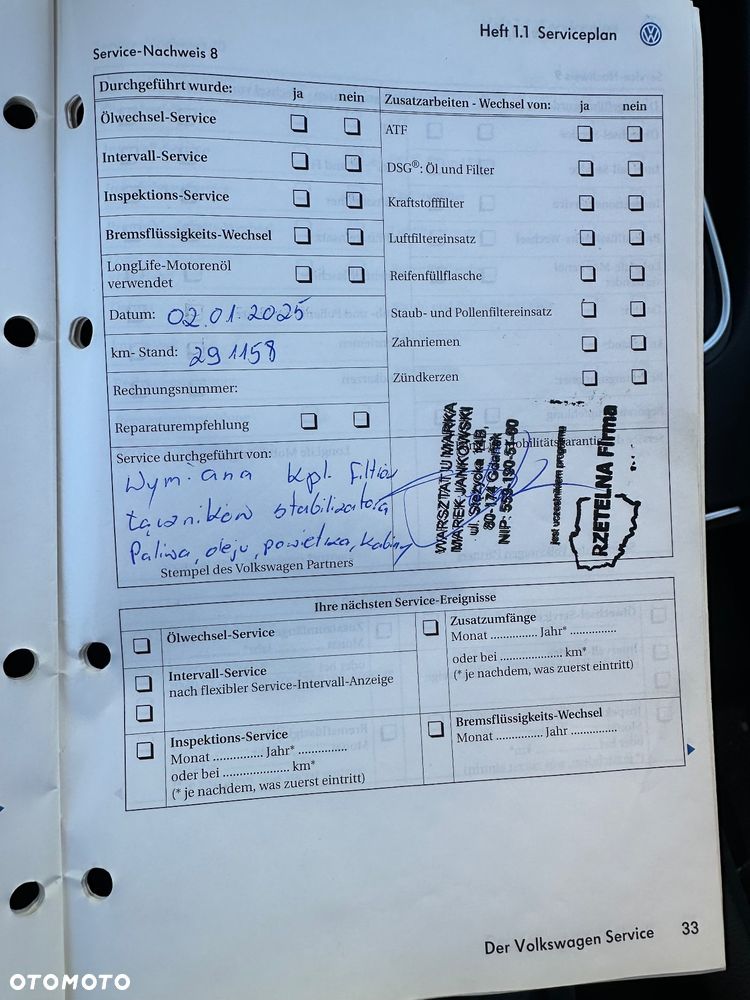 Heft 1.1 Serviceplan
Service-Nachweis 8
Durchgeführt wurde: ja nein
Ölwechsel-Service
Intervall-Service
Inspektions-Service
Bremsflüssigkeits-Wechsel
LongLife-Motorenöl
verwendet
Datum: 02.01.2025
km- Stand: 291158
Rechnungsnummer:
Reparaturempfehlung
Service durchgeführt von:
Wymiana kpl. Filtrów
Łączników stabilizatora
Paliwa, oleju, powietrza, kabiny
Stempel des Volkswagen Partners
Zusatzarbeiten - Wechsel von: ja nein
ATF
DSG®: Öl und Filter
Kraftstofffilter
Luftfiltereinsatz
Reifenfüllflasche
Staub- und Pollenfiltereinsatz
Zahnriemen
Zündkerzen
obilitätsgarantie
WARSZTAT U MARKA
MAREK JANKOWSKI
80-174 Gdańsk
jest uczestnikiem programu
RZETELNA Firma
Ihre nächsten Service-Ereignisse
Ölwechsel-Service
Intervall-Service
nach flexibler Service-Intervall-Anzeige
Inspektions-Service
Monat ............... Jahr* ...............
oder bei .................... km*
(* je nachdem, was zuerst eintritt)
Zusatzumfänge
Monat .............. Jahr* ..............
oder bei .................... km*
(* je nachdem, was zuerst eintritt)
Bremsflüssigkeits-Wechsel
Monat .............. Jahr ..............
Der Volkswagen Service 33
OTOMOTO